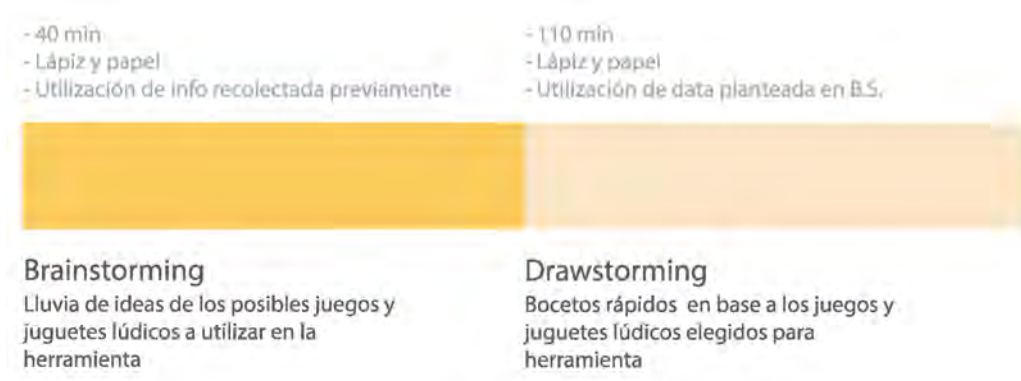 - 40 min
- Lápiz y papel
- Utilización de info recolectada previamente
- 110 min
- Lápiz y papel
- Utilización de data planteada en B.S.
Brainstorming
Lluvia de ideas de los posibles juegos y
juguetes lúdicos a utilizar en la
herramienta
Drawstorming
Bocetos rápidos en base a los juegos y
juguetes lúdicos elegidos para
herramienta